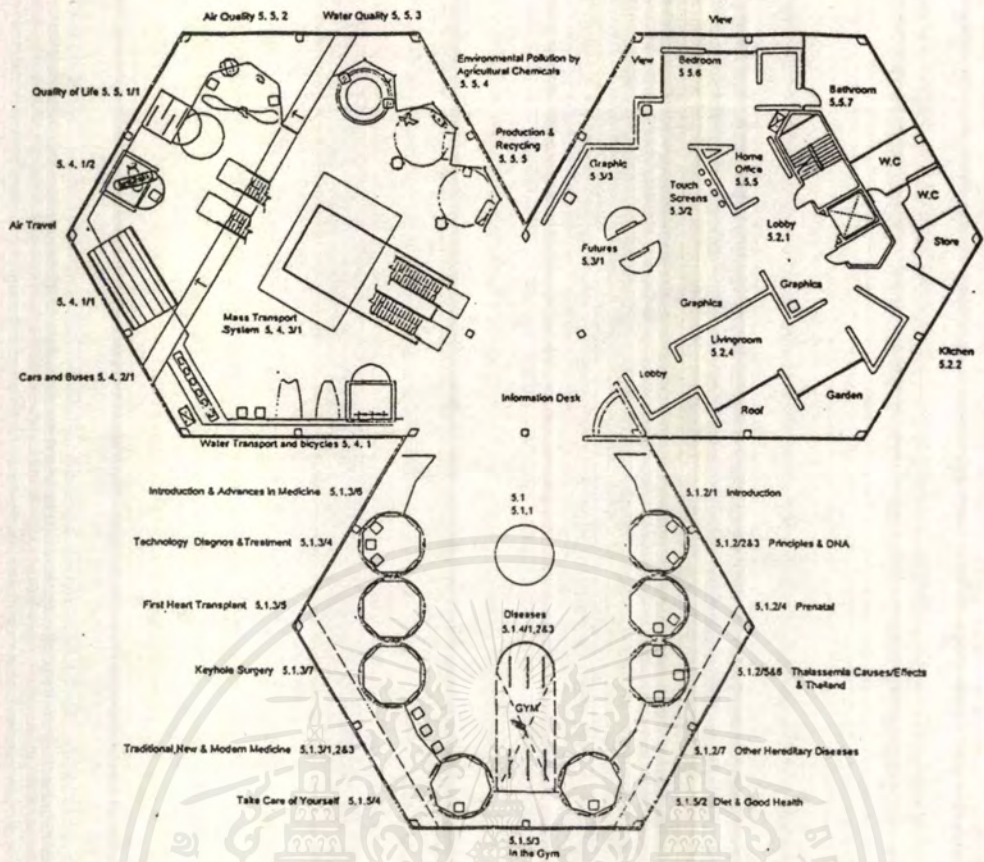 Air Quality 5, 5, 2
Water Quality 5, 5, 3
View
Environmental Pollution by
Agricultural Chemicals
5, 5, 4
View
Bedroom
5.5.6
Quality of Life 5, 5, 1/1
Bathroom
5.5.7
Production &
Recycling
5, 5, 5
5, 4, 1/2
Graphic
5.3/3
Home
Office
5.5.5
W.C
Touch
Screens
5.3/2
W.C
Air Travel
Lobby
5.2.1
Store
Futures
5.3/1
5, 4, 1/1
Graphics
Graphics
Mass Transport
System 5, 4, 3/1
Livingroom
5.2.4
Kitchen
5.2.2
Cars and Buses 5, 4, 2/1
Lobby
Information Desk
Garden
Roof
Water Transport and bicycles 5, 4, 1
Introduction & Advances in Medicine 5,1,3/6
5.1
5.1,1
5,1.2/1 Introduction
Technology Diagnos &Treatment 5,1,3/4
5,1,2/2&3 Principles & DNA
First Heart Transplant 5,1,3/5
5,1,2/4 Prenatal
Diseases
5.1.4/1,2&3
Keyhole Surgery 5,1,3/7
5,1,2/5&6 Thalassemia Causes/Effects
& Thailand
GYM
Traditional,New & Modern Medicine 5,1.3/1,2&3
5,1,2/7 Other Hereditary Diseases
Take Care of Yourself 5,1.5/4
5,1.5/2 Diet & Good Health
5,1.5/3
In the Gym